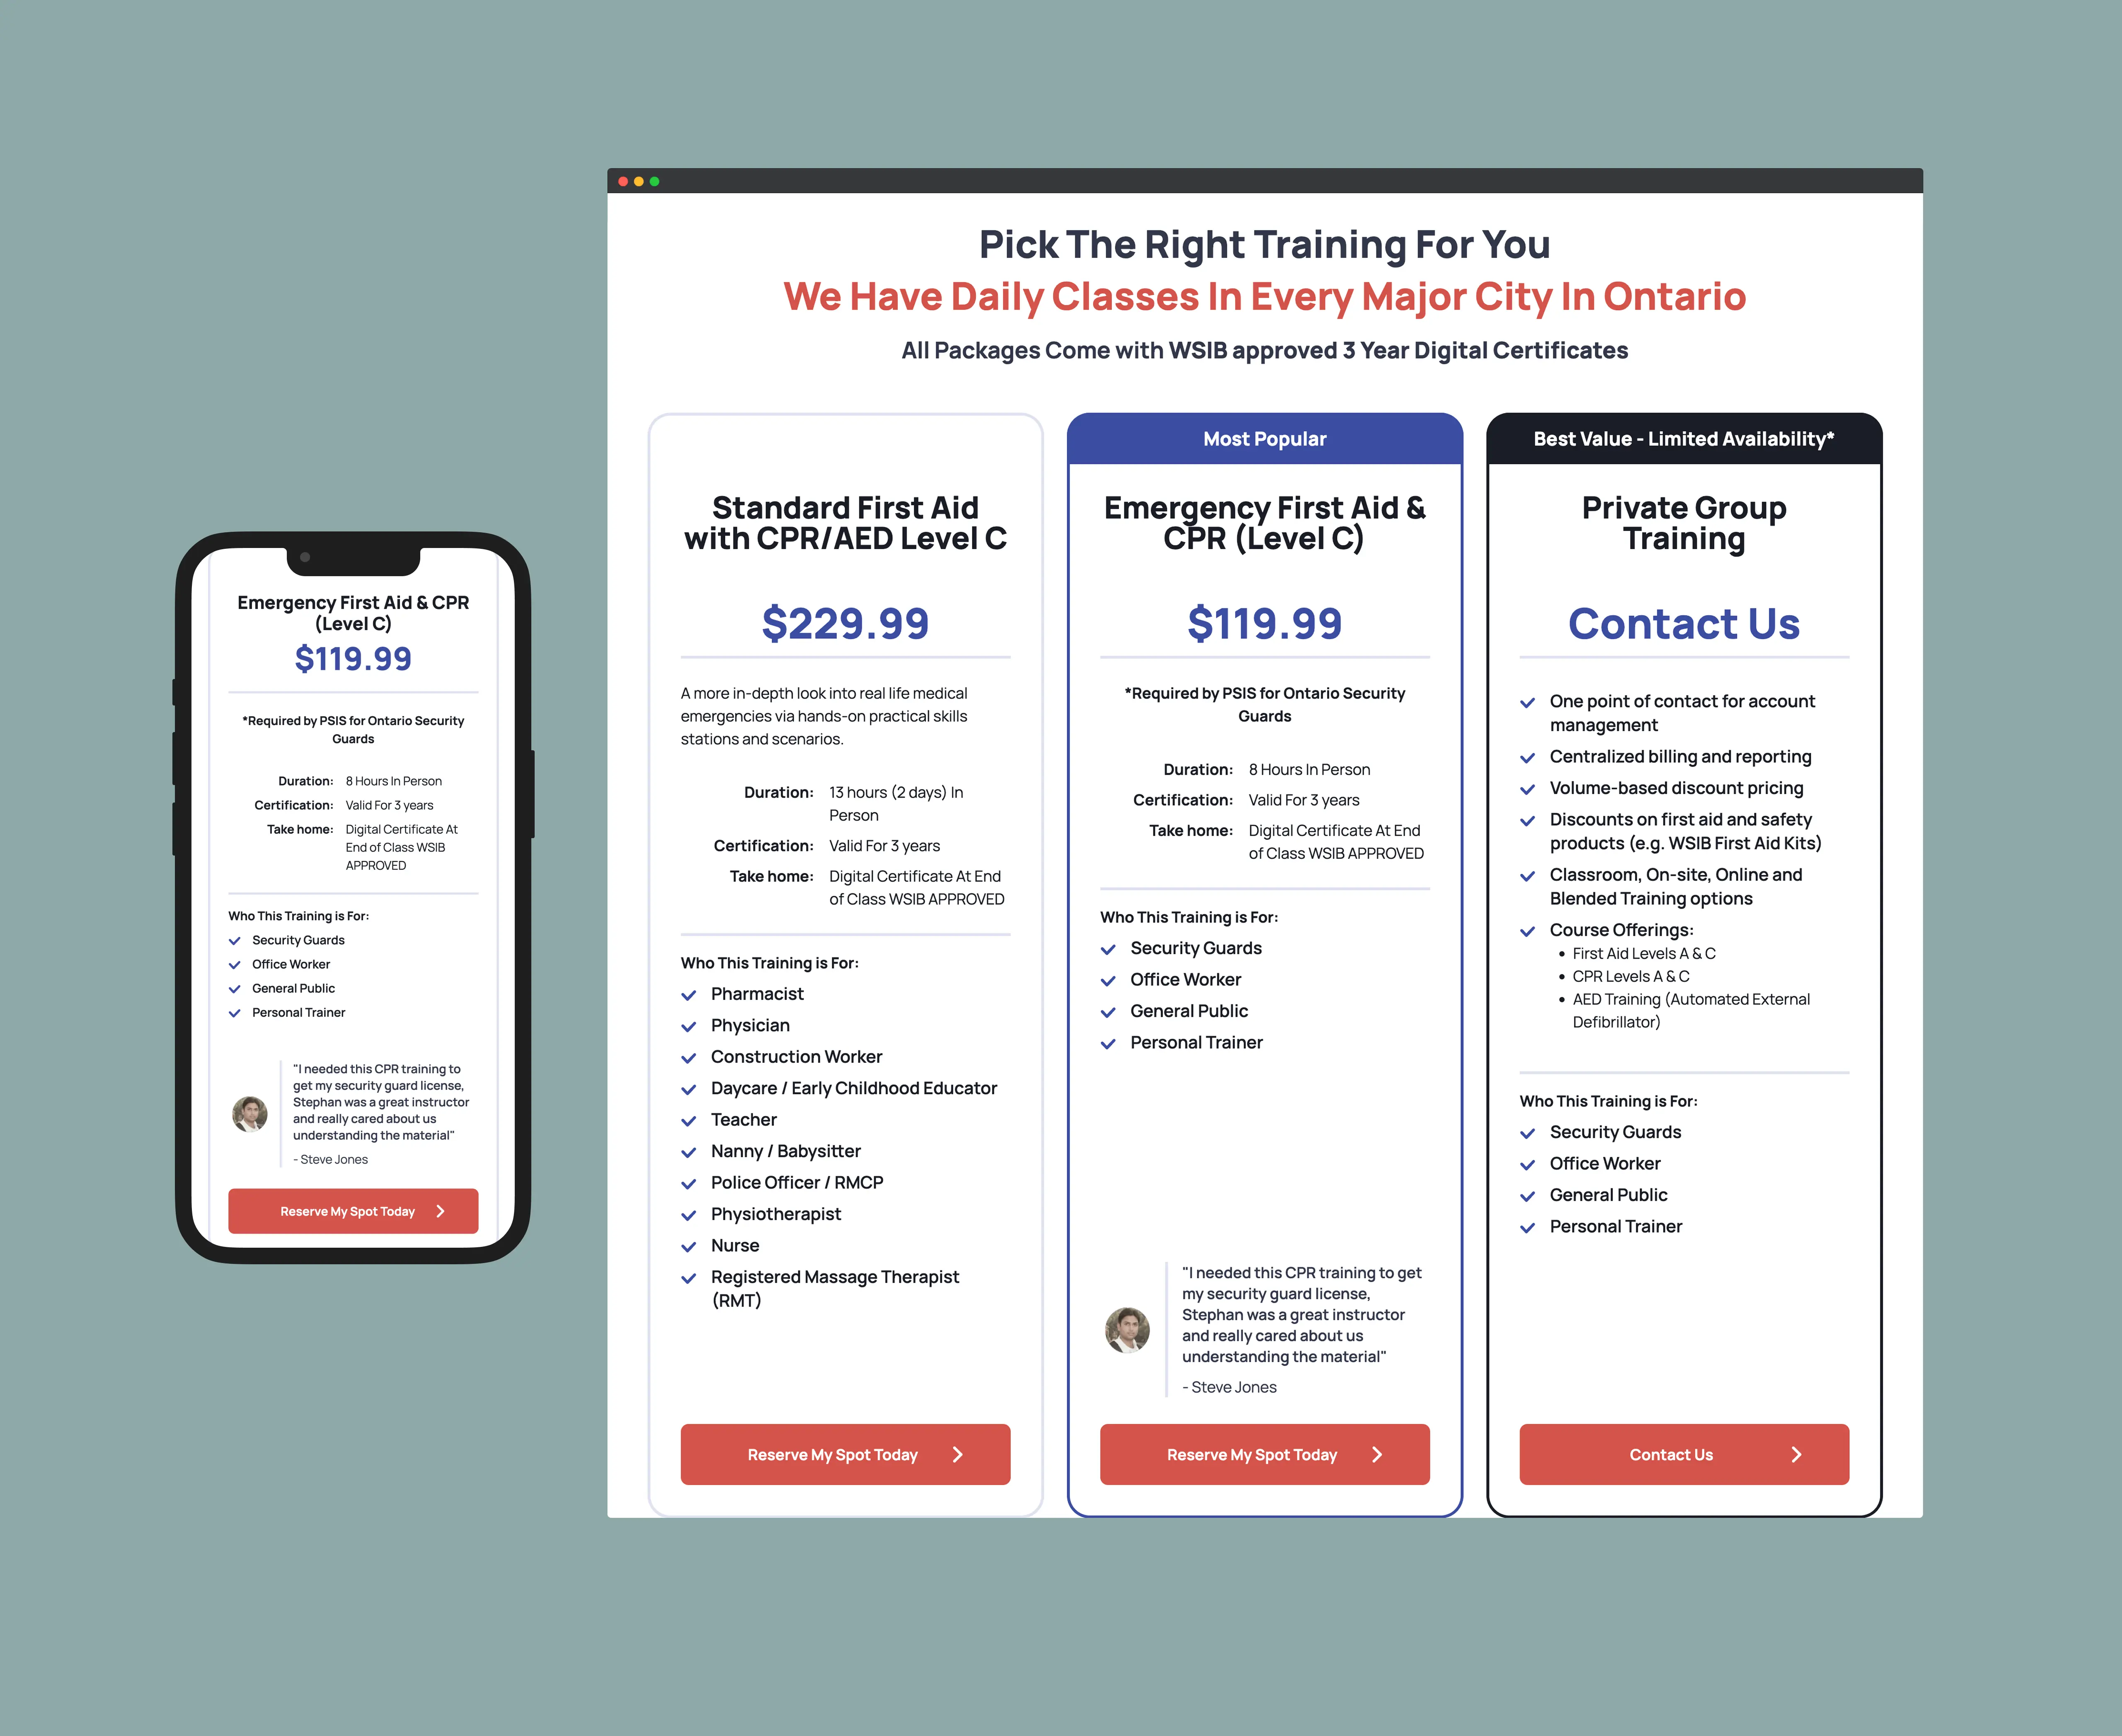 Emergency First Aid & CPR
(Level C)
$119.99
*Required by PSIS for Ontario Security
Guards
Duration: 8 Hours In Person
Certification: Valid For 3 years
Take home: Digital Certificate At
End of Class WSIB
APPROVED
Who This Training is For:
Security Guards
Office Worker
General Public
Personal Trainer
"I needed this CPR training to
get my security guard license,
Stephan was a great instructor
and really cared about us
understanding the material"
- Steve Jones
Reserve My Spot Today
Pick The Right Training For You
We Have Daily Classes In Every Major City In Ontario
All Packages Come with WSIB approved 3 Year Digital Certificates
Standard First Aid
with CPR/AED Level C
$229.99
A more in-depth look into real life medical
emergencies via hands-on practical skills
stations and scenarios.
Duration: 13 hours (2 days) In
Person
Certification: Valid For 3 years
Take home: Digital Certificate At End
of Class WSIB APPROVED
Who This Training is For:
Pharmacist
Physician
Construction Worker
Daycare / Early Childhood Educator
Teacher
Nanny / Babysitter
Police Officer / RMCP
Physiotherapist
Nurse
Registered Massage Therapist
(RMT)
Reserve My Spot Today
Most Popular
Emergency First Aid &
CPR (Level C)
$119.99
*Required by PSIS for Ontario Security
Guards
Duration: 8 Hours In Person
Certification: Valid For 3 years
Take home: Digital Certificate At End
of Class WSIB APPROVED
Who This Training is For:
Security Guards
Office Worker
General Public
Personal Trainer
"I needed this CPR training to get
my security guard license,
Stephan was a great instructor
and really cared about us
understanding the material"
- Steve Jones
Reserve My Spot Today
Best Value - Limited Availability*
Private Group
Training
Contact Us
One point of contact for account
management
Centralized billing and reporting
Volume-based discount pricing
Discounts on first aid and safety
products (e.g. WSIB First Aid Kits)
Classroom, On-site, Online and
Blended Training options
Course Offerings:
• First Aid Levels A & C
• CPR Levels A & C
• AED Training (Automated External
Defibrillator)
Who This Training is For:
Security Guards
Office Worker
General Public
Personal Trainer
Contact Us